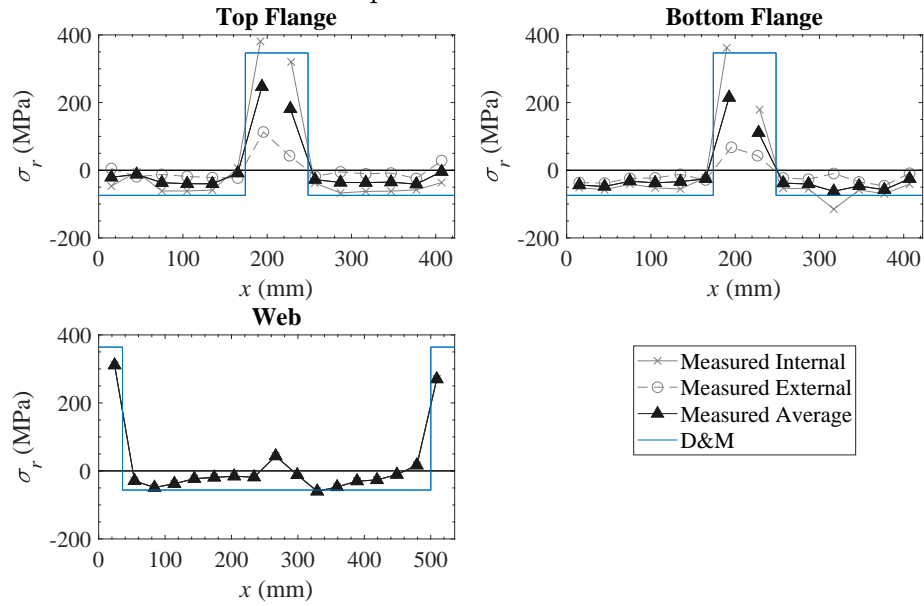 Top Flange
400
200
0
-200
σr (MPa)
0
100
200
300
400
x (mm)
Bottom Flange
400
200
0
-200
σr (MPa)
0
100
200
300
400
x (mm)
Web
400
200
0
-200
σr (MPa)
0
100
200
300
400
500
x (mm)
Measured Internal
Measured External
Measured Average
D&M